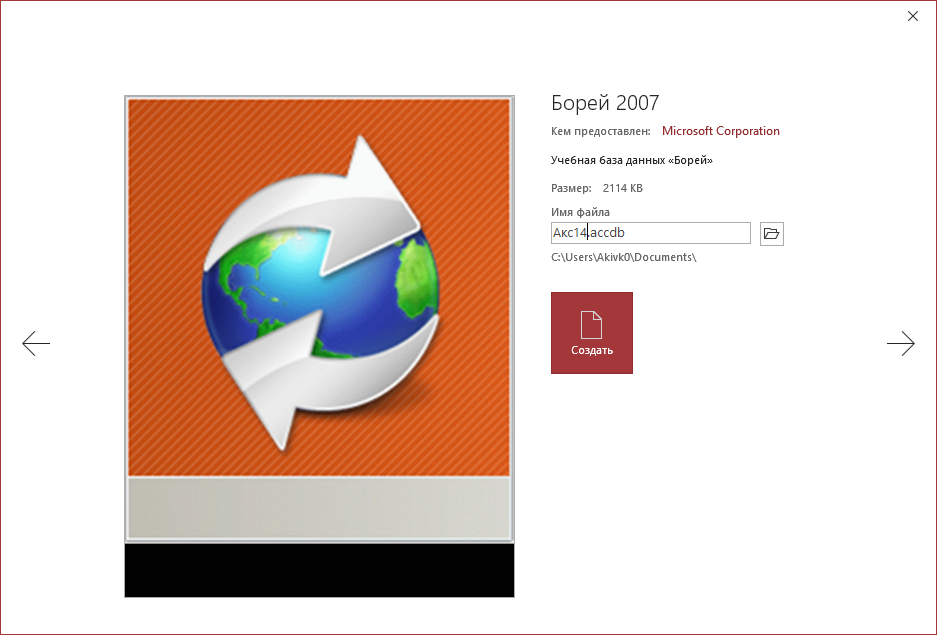 Борей 2007
Кем предоставлен: Microsoft Corporation
Учебная база данных «Борей»
Размер: 2114 КВ
Имя файла
Акс14.accdb
C:\Users\Akivk0\Documents\
Создать